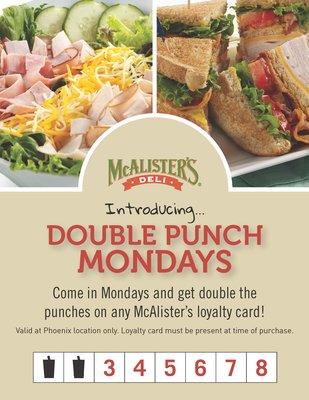 McALISTER'S
DELI
Introducing...
DOUBLE PUNCH
MONDAYS
Come in Mondays and get double the
punches on any McAlister's loyalty card!
Valid at Phoenix location only. Loyalty card must be present at time of purchase.
3 4 5 6 7 8